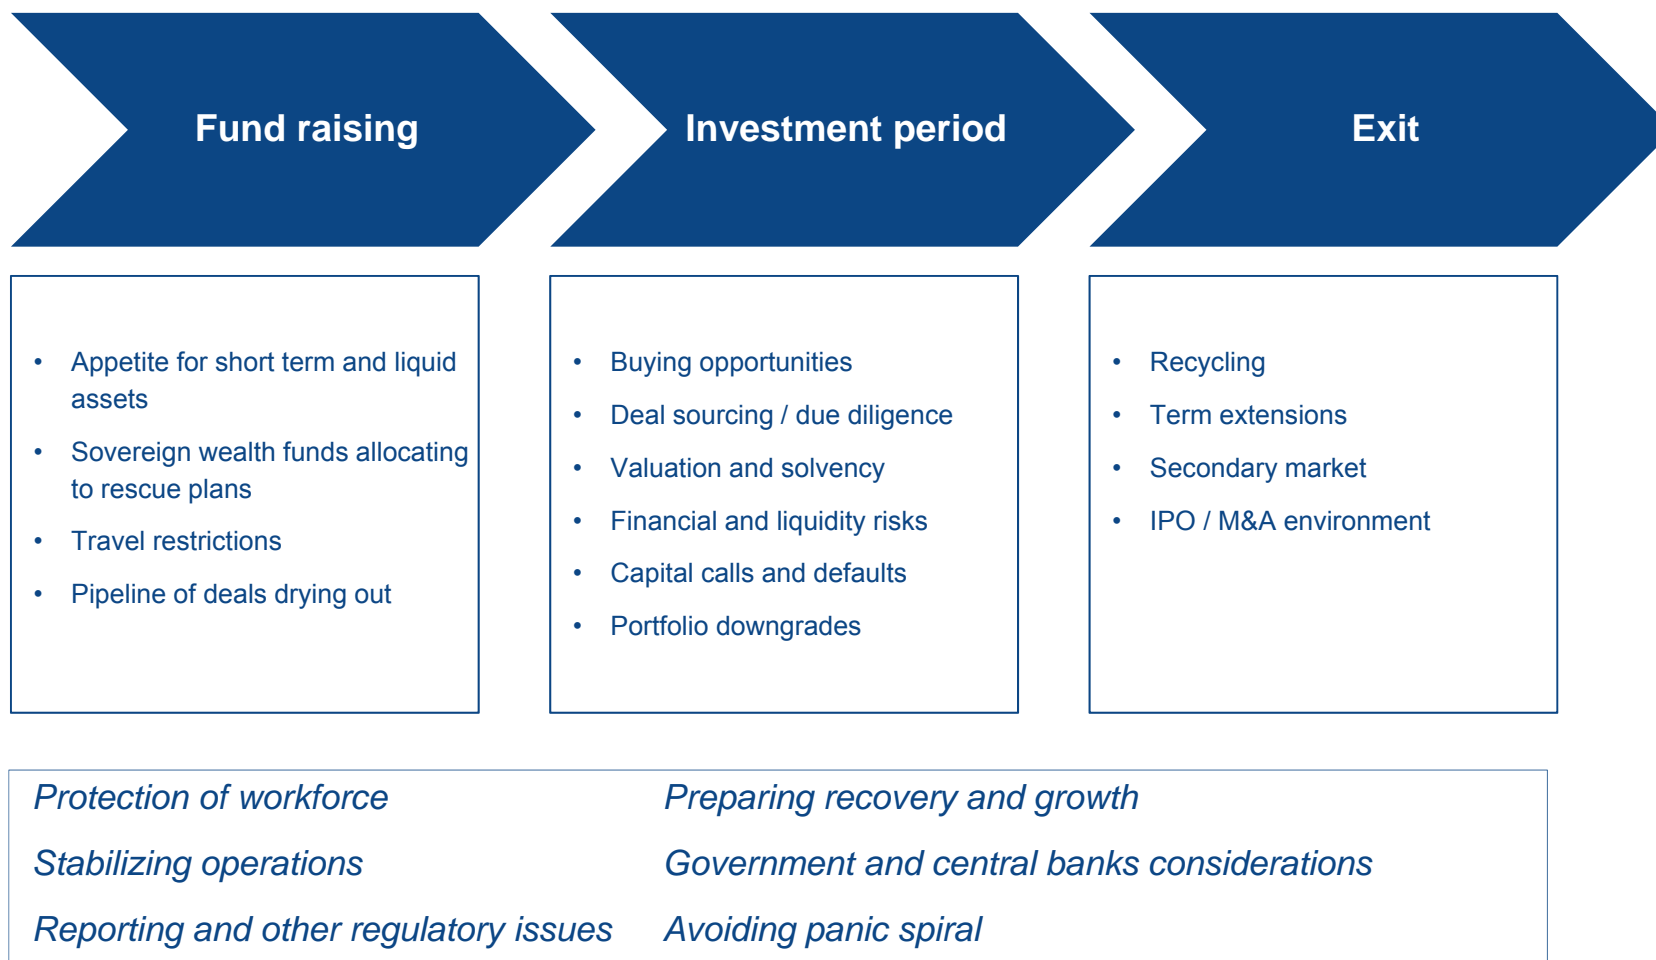 Fund raising
Investment period
Exit
• Appetite for short term and liquid
assets
• Sovereign wealth funds allocating
to rescue plans
• Travel restrictions
• Pipeline of deals drying out
• Buying opportunities
• Deal sourcing / due diligence
• Valuation and solvency
• Financial and liquidity risks
• Capital calls and defaults
• Portfolio downgrades
• Recycling
• Term extensions
• Secondary market
• IPO / M&A environment
Protection of workforce
Stabilizing operations
Reporting and other regulatory issues
Preparing recovery and growth
Government and central banks considerations
Avoiding panic spiral